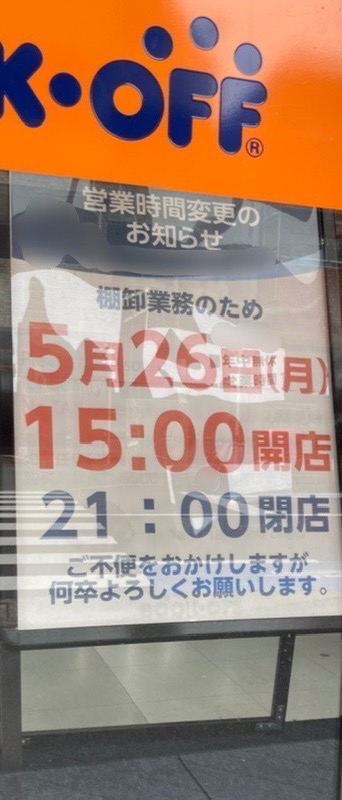 K・OFF®
営業時間変更の
お知らせ
棚卸業務のため
5月26日(月)
15:00開店
21：00閉店
ご不便をおかけしますが
何卒よろしくお願いします。